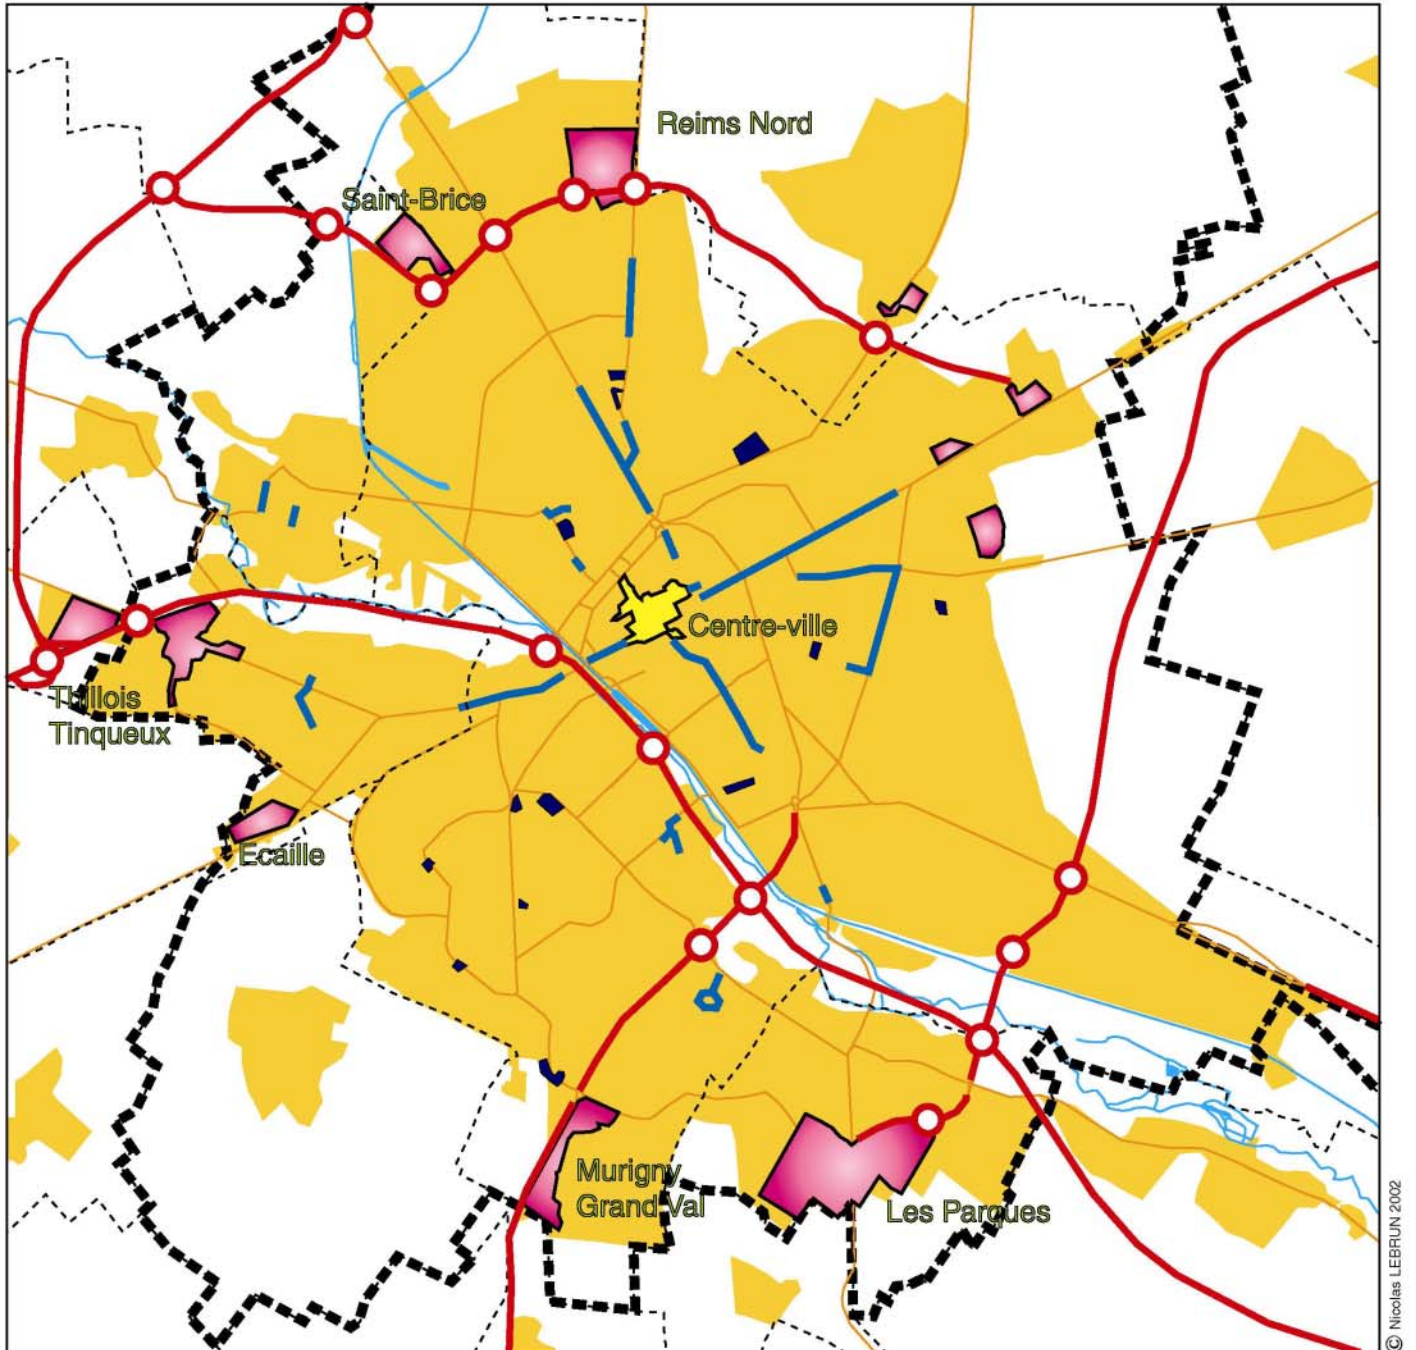 Reims Nord
Saint-Brice
Centre-ville
Thillois
Tinqueux
Ecaille
Murigny
Grand Val
Les Parques
© Nicolas LEBRUN 2002